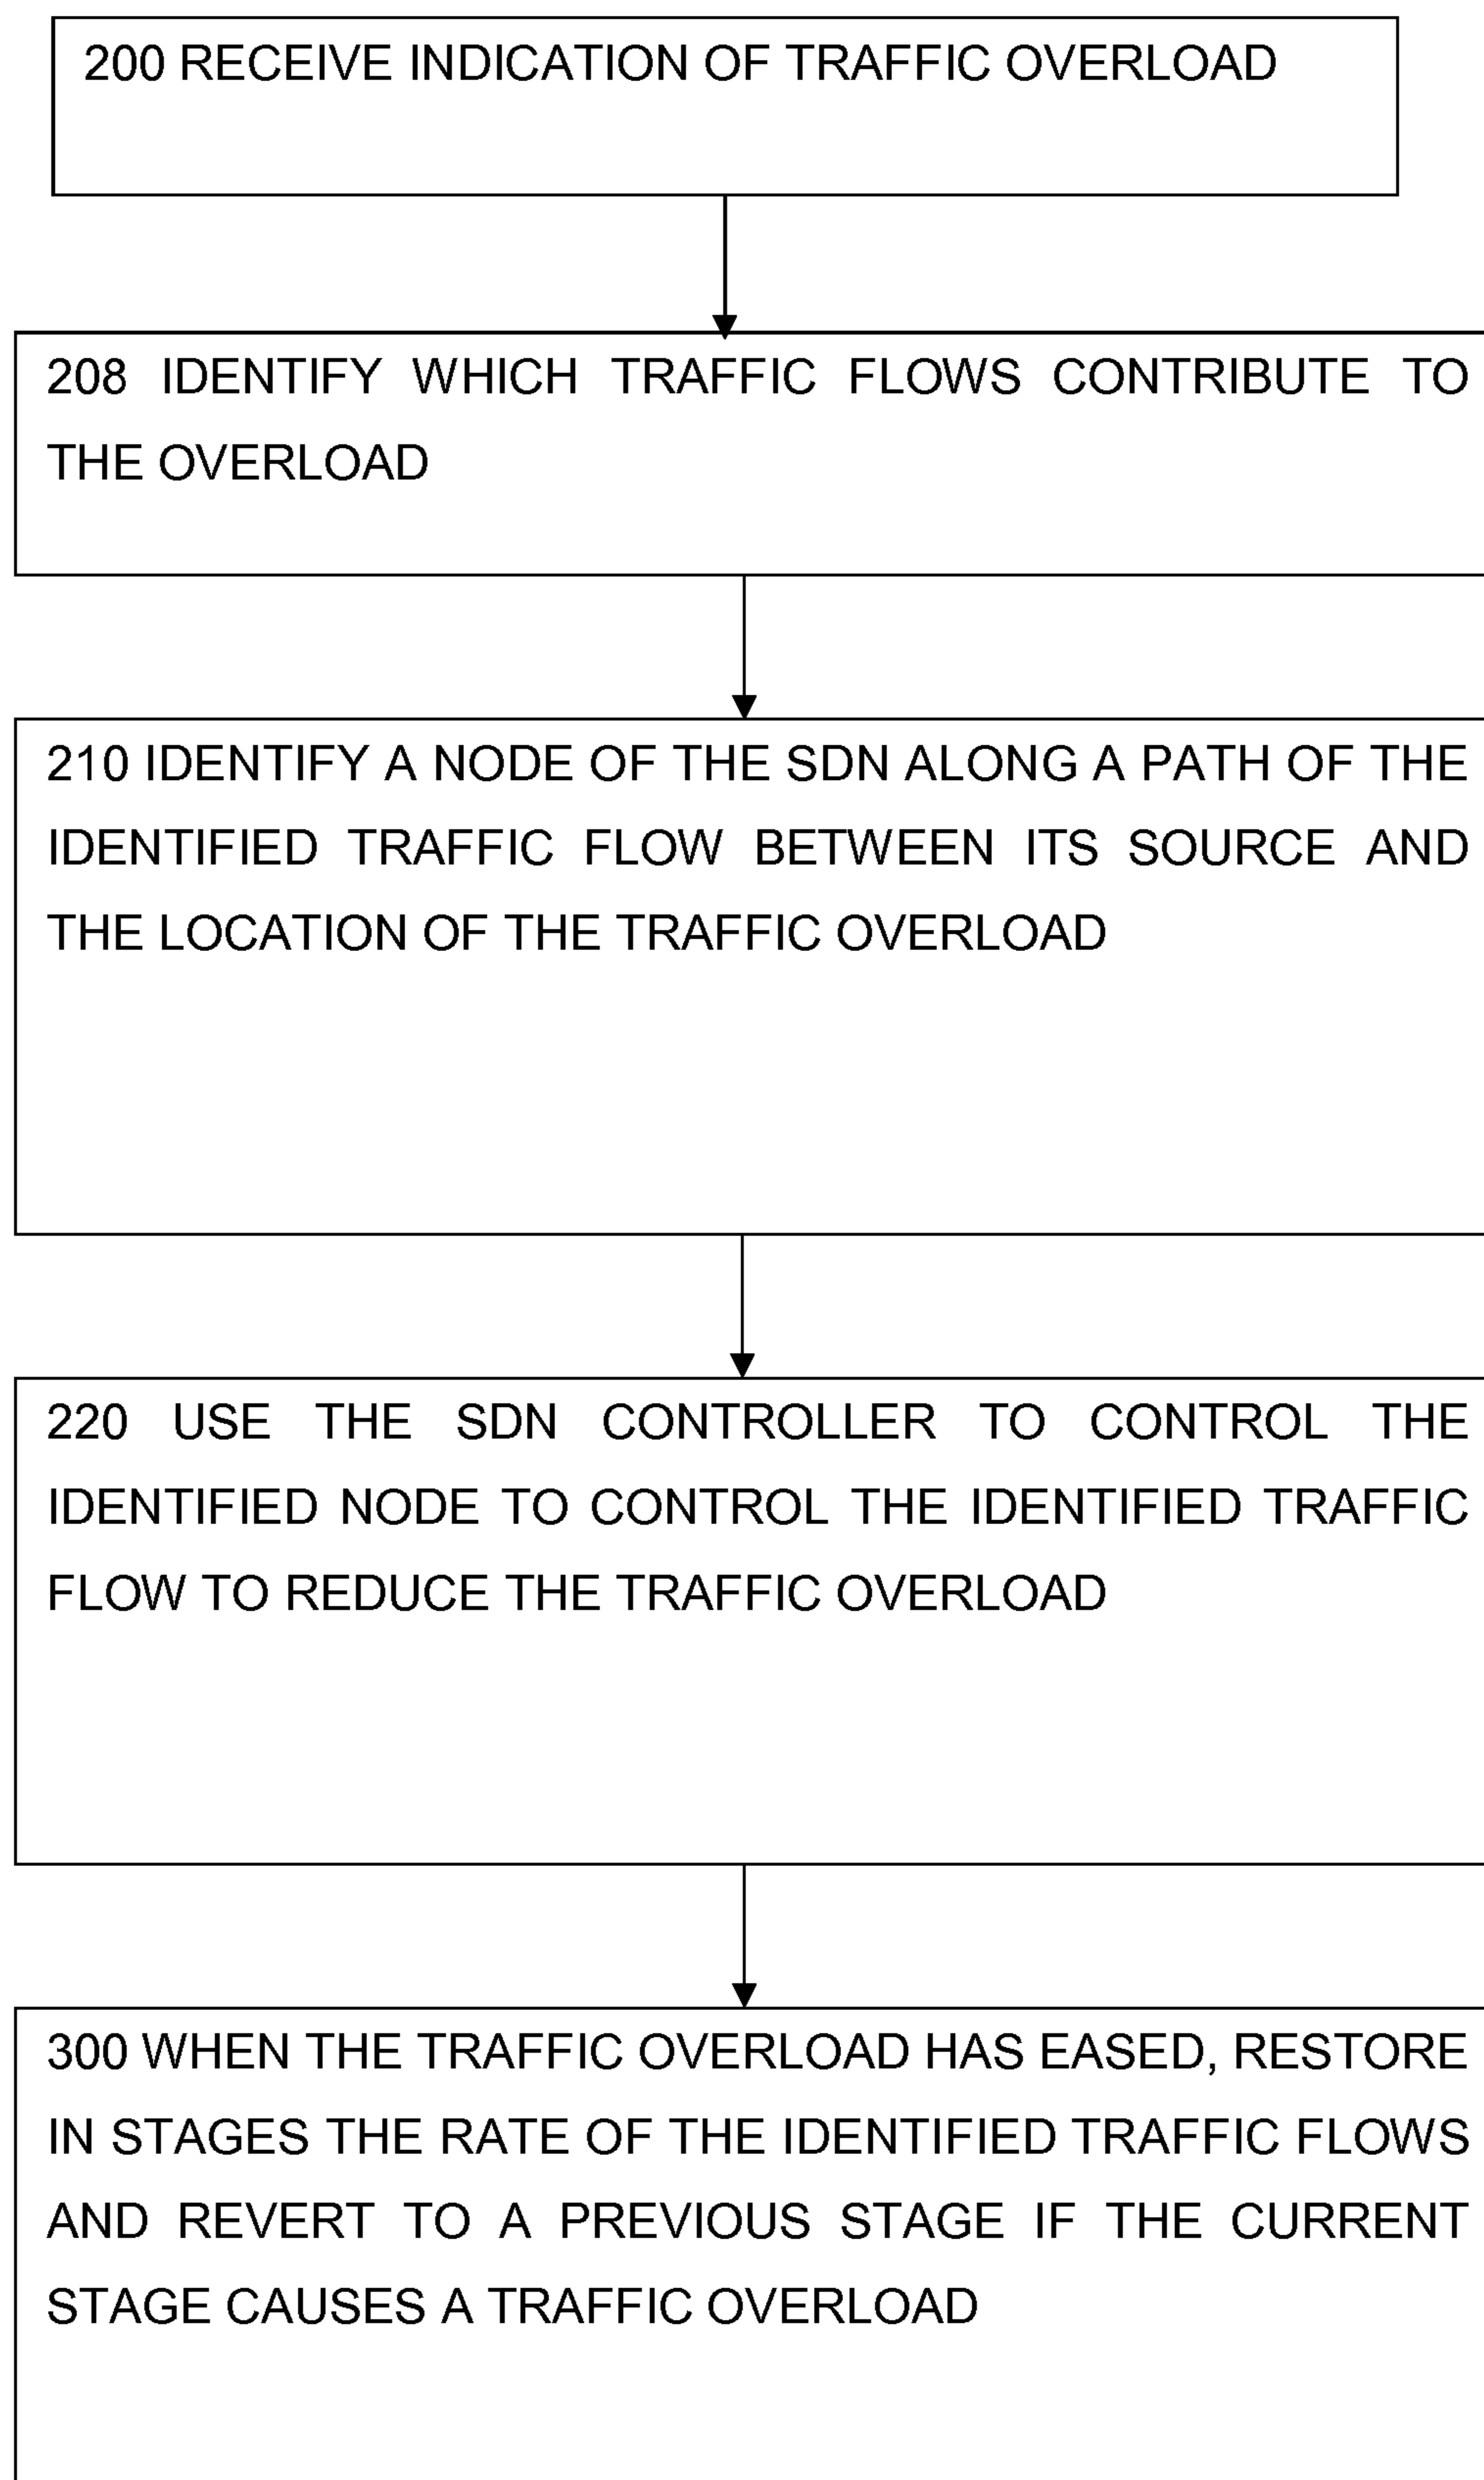 200 RECEIVE INDICATION OF TRAFFIC OVERLOAD
208 IDENTIFY WHICH TRAFFIC FLOWS CONTRIBUTE TO
THE OVERLOAD
210 IDENTIFY A NODE OF THE SDN ALONG A PATH OF THE
IDENTIFIED TRAFFIC FLOW BETWEEN ITS SOURCE AND
THE LOCATION OF THE TRAFFIC OVERLOAD
220 USE THE SDN CONTROLLER TO CONTROL THE
IDENTIFIED NODE TO CONTROL THE IDENTIFIED TRAFFIC
FLOW TO REDUCE THE TRAFFIC OVERLOAD
300 WHEN THE TRAFFIC OVERLOAD HAS EASED, RESTORE
IN STAGES THE RATE OF THE IDENTIFIED TRAFFIC FLOWS
AND REVERT TO A PREVIOUS STAGE IF THE CURRENT
STAGE CAUSES A TRAFFIC OVERLOAD